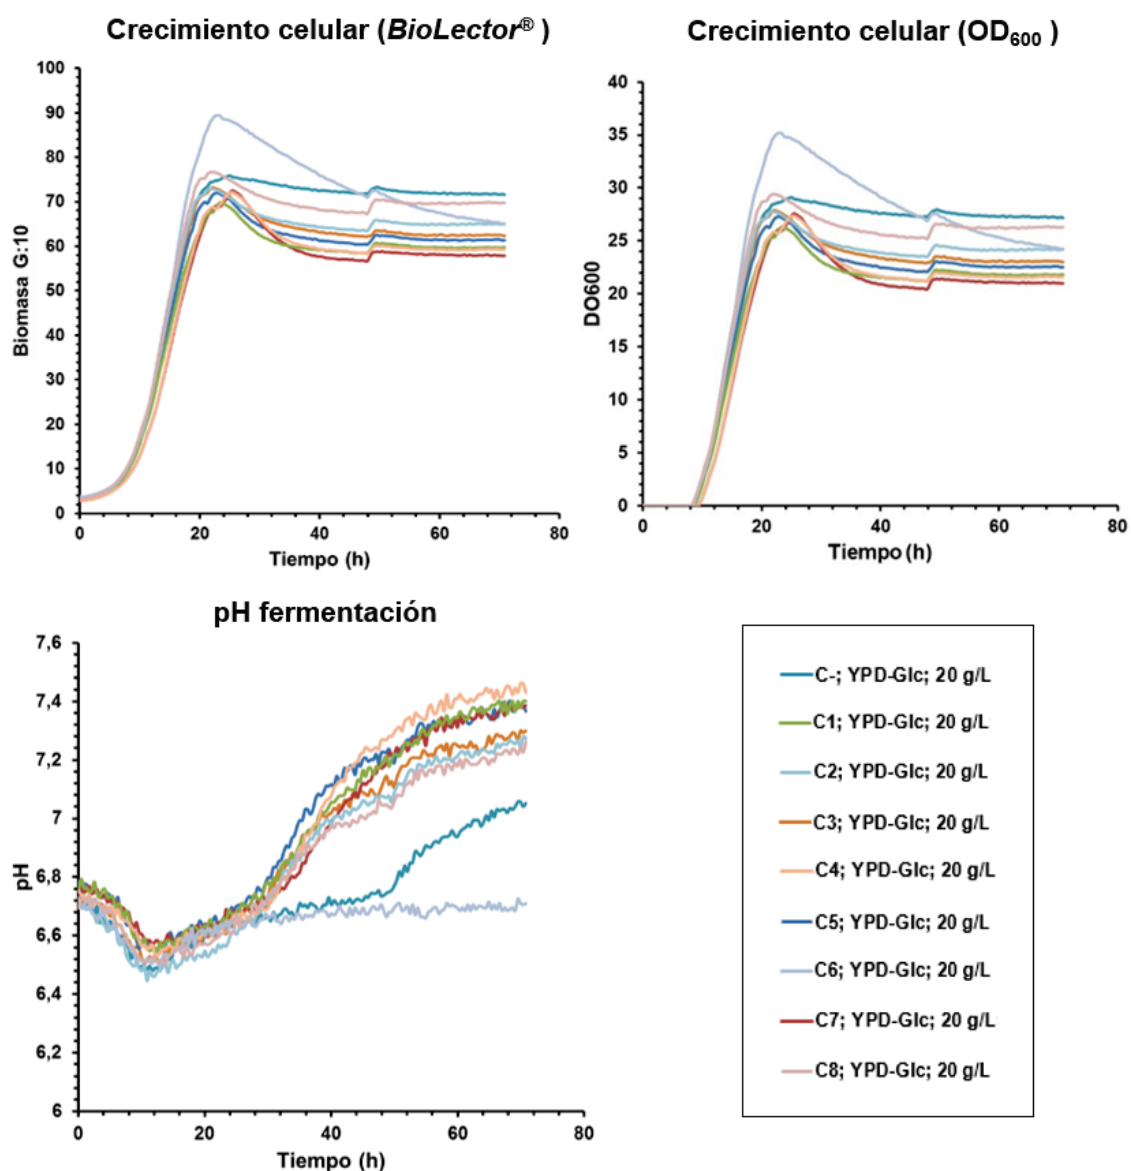 Crecimiento celular (BioLector® )
100
90
80
70
60
50
40
30
20
10
0
Biomasa G:10
0 20 40 60 80
Tiempo (h)
Crecimiento celular (OD600 )
40
35
30
25
20
15
10
5
0
DO600
0 20 40 60 80
Tiempo (h)
pH fermentación
7,6
7,4
7,2
7
6,8
6,6
6,4
6,2
6
pH
0 20 40 60 80
Tiempo (h)
C-; YPD-Glc; 20 g/L
C1; YPD-Glc; 20 g/L
C2; YPD-Glc; 20 g/L
C3; YPD-Glc; 20 g/L
C4; YPD-Glc; 20 g/L
C5; YPD-Glc; 20 g/L
C6; YPD-Glc; 20 g/L
C7; YPD-Glc; 20 g/L
C8; YPD-Glc; 20 g/L